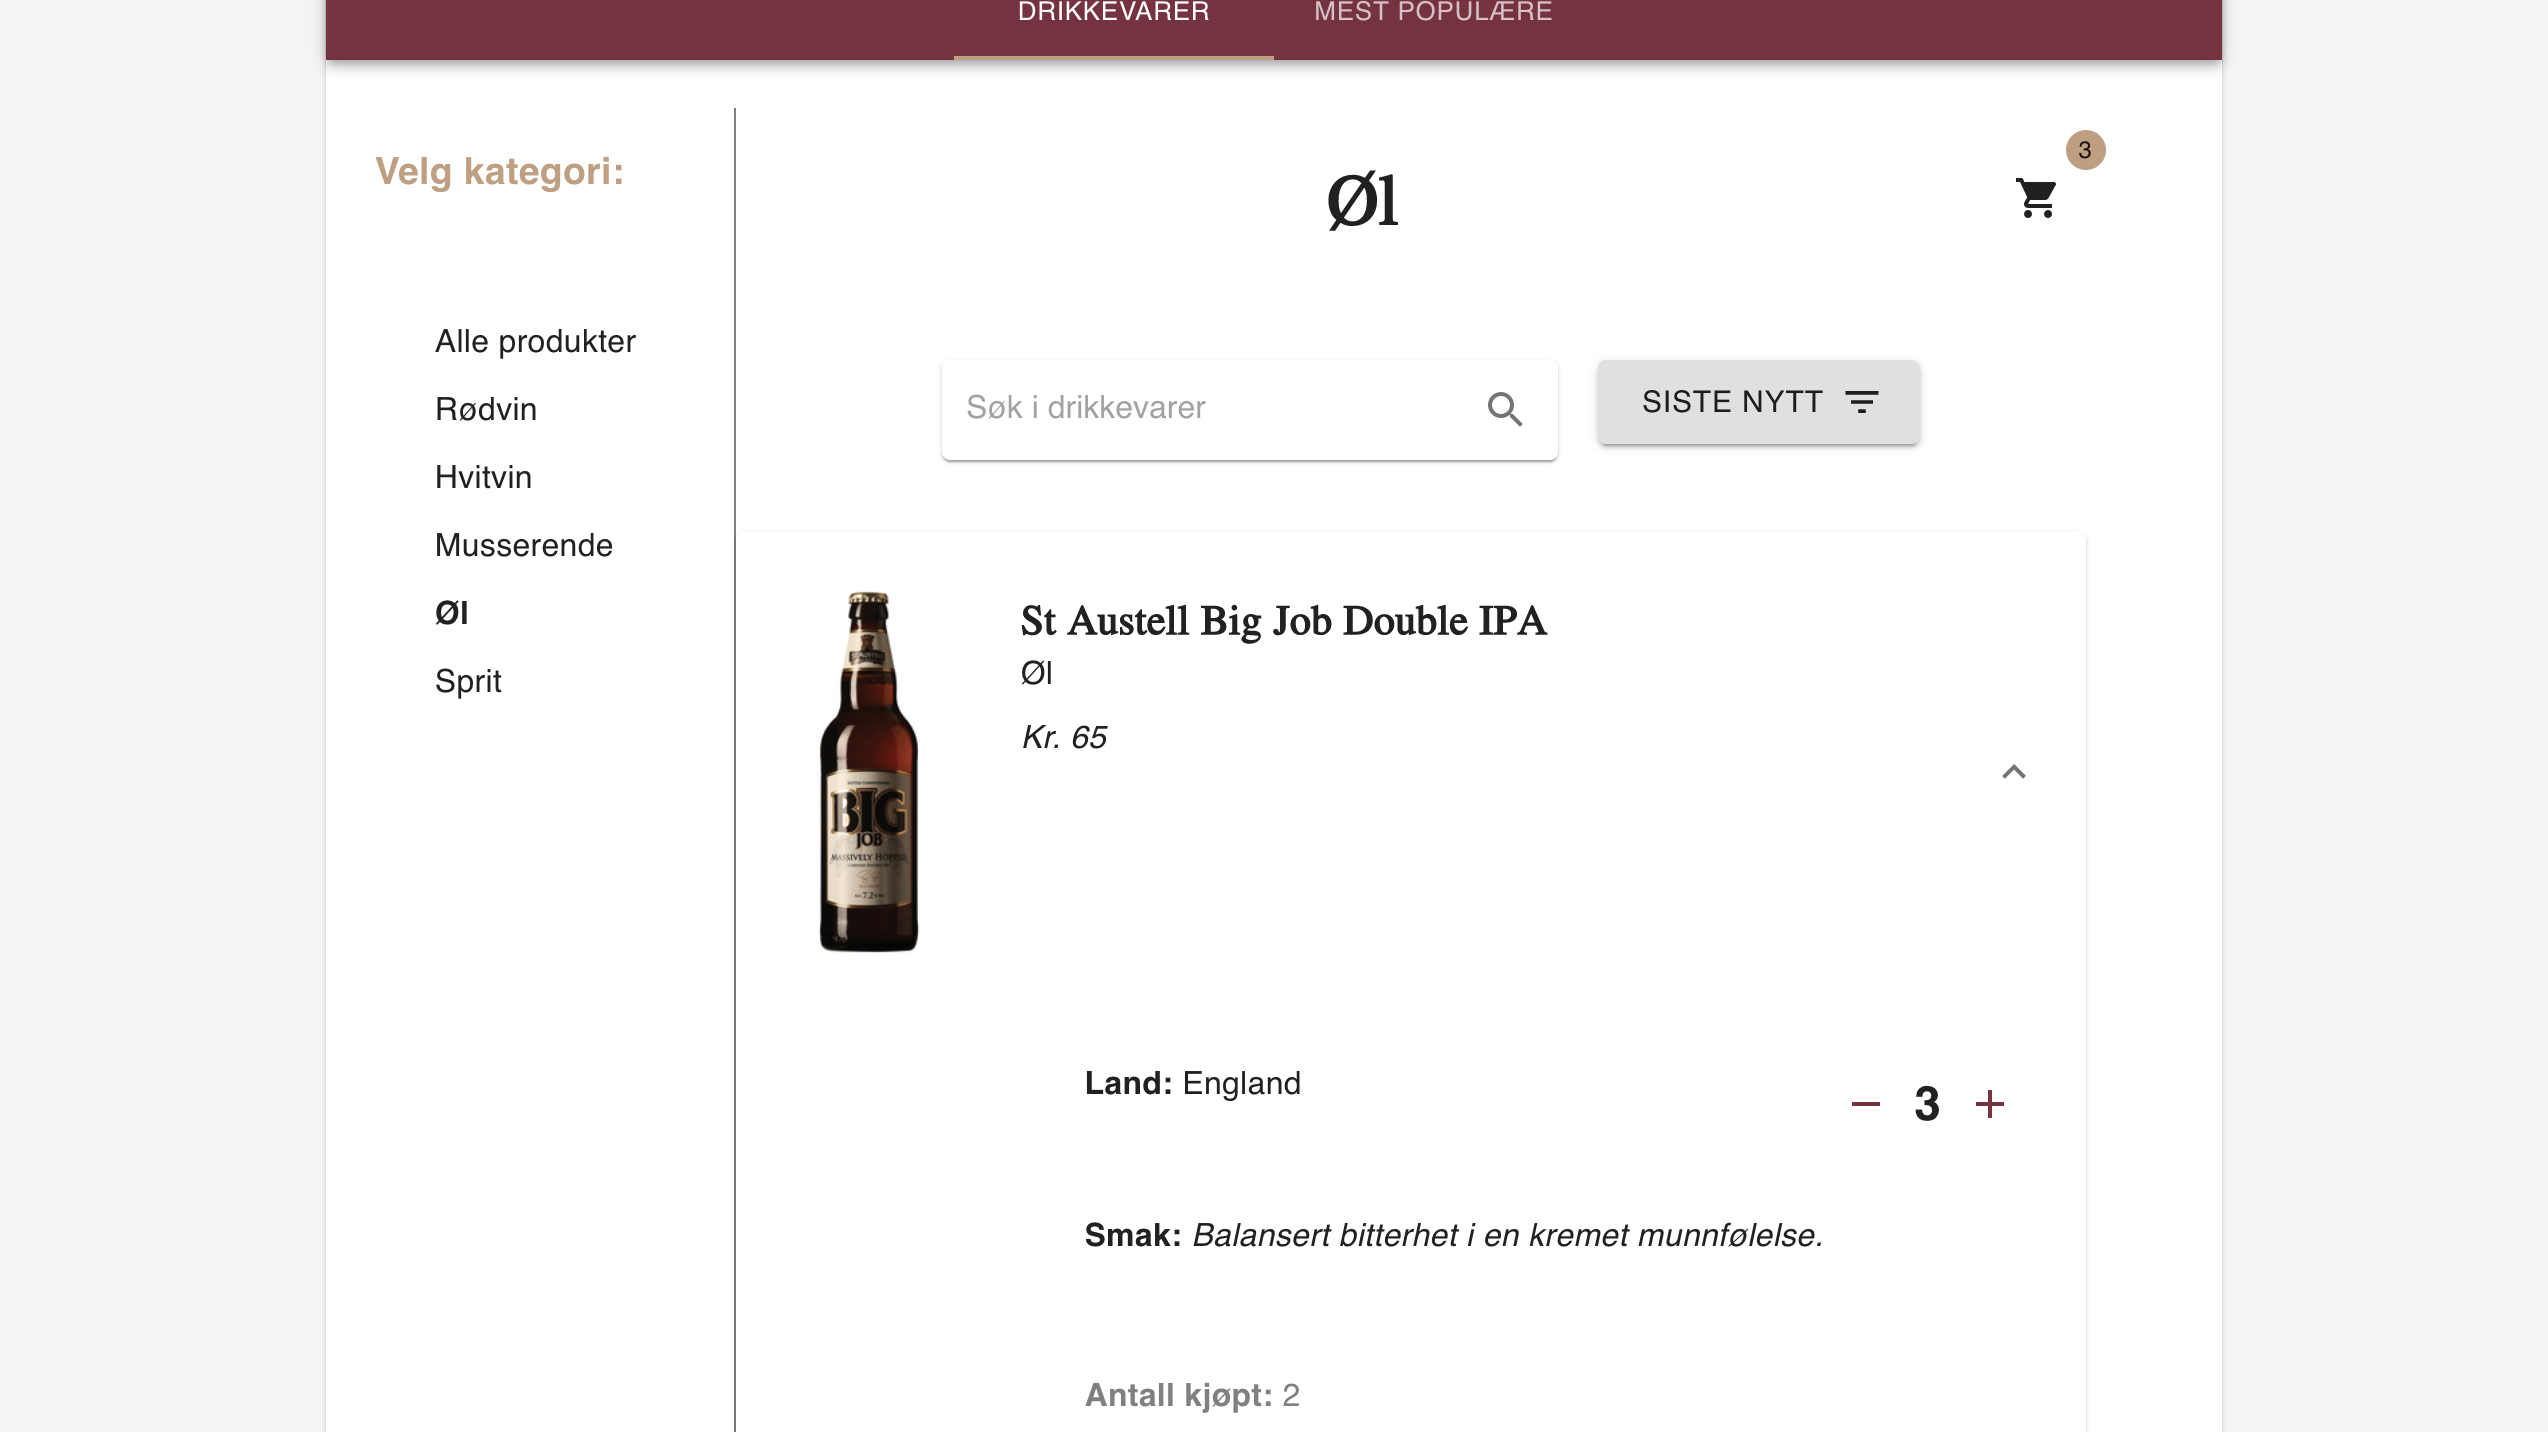 DRIKKEVARER MEST POPULÆRE
Velg kategori:
Øl
3
Alle produkter
Rødvin
Hvitvin
Musserende
Øl
Sprit
Søk i drikkevarer
SISTE NYTT
St Austell Big Job Double IPA
Øl
Kr. 65
BIG
JOB
MASSIVELY HOPPED
7,2%
Land: England
3
Smak: Balansert bitterhet i en kremet munnfølelse.
Antall kjøpt: 2